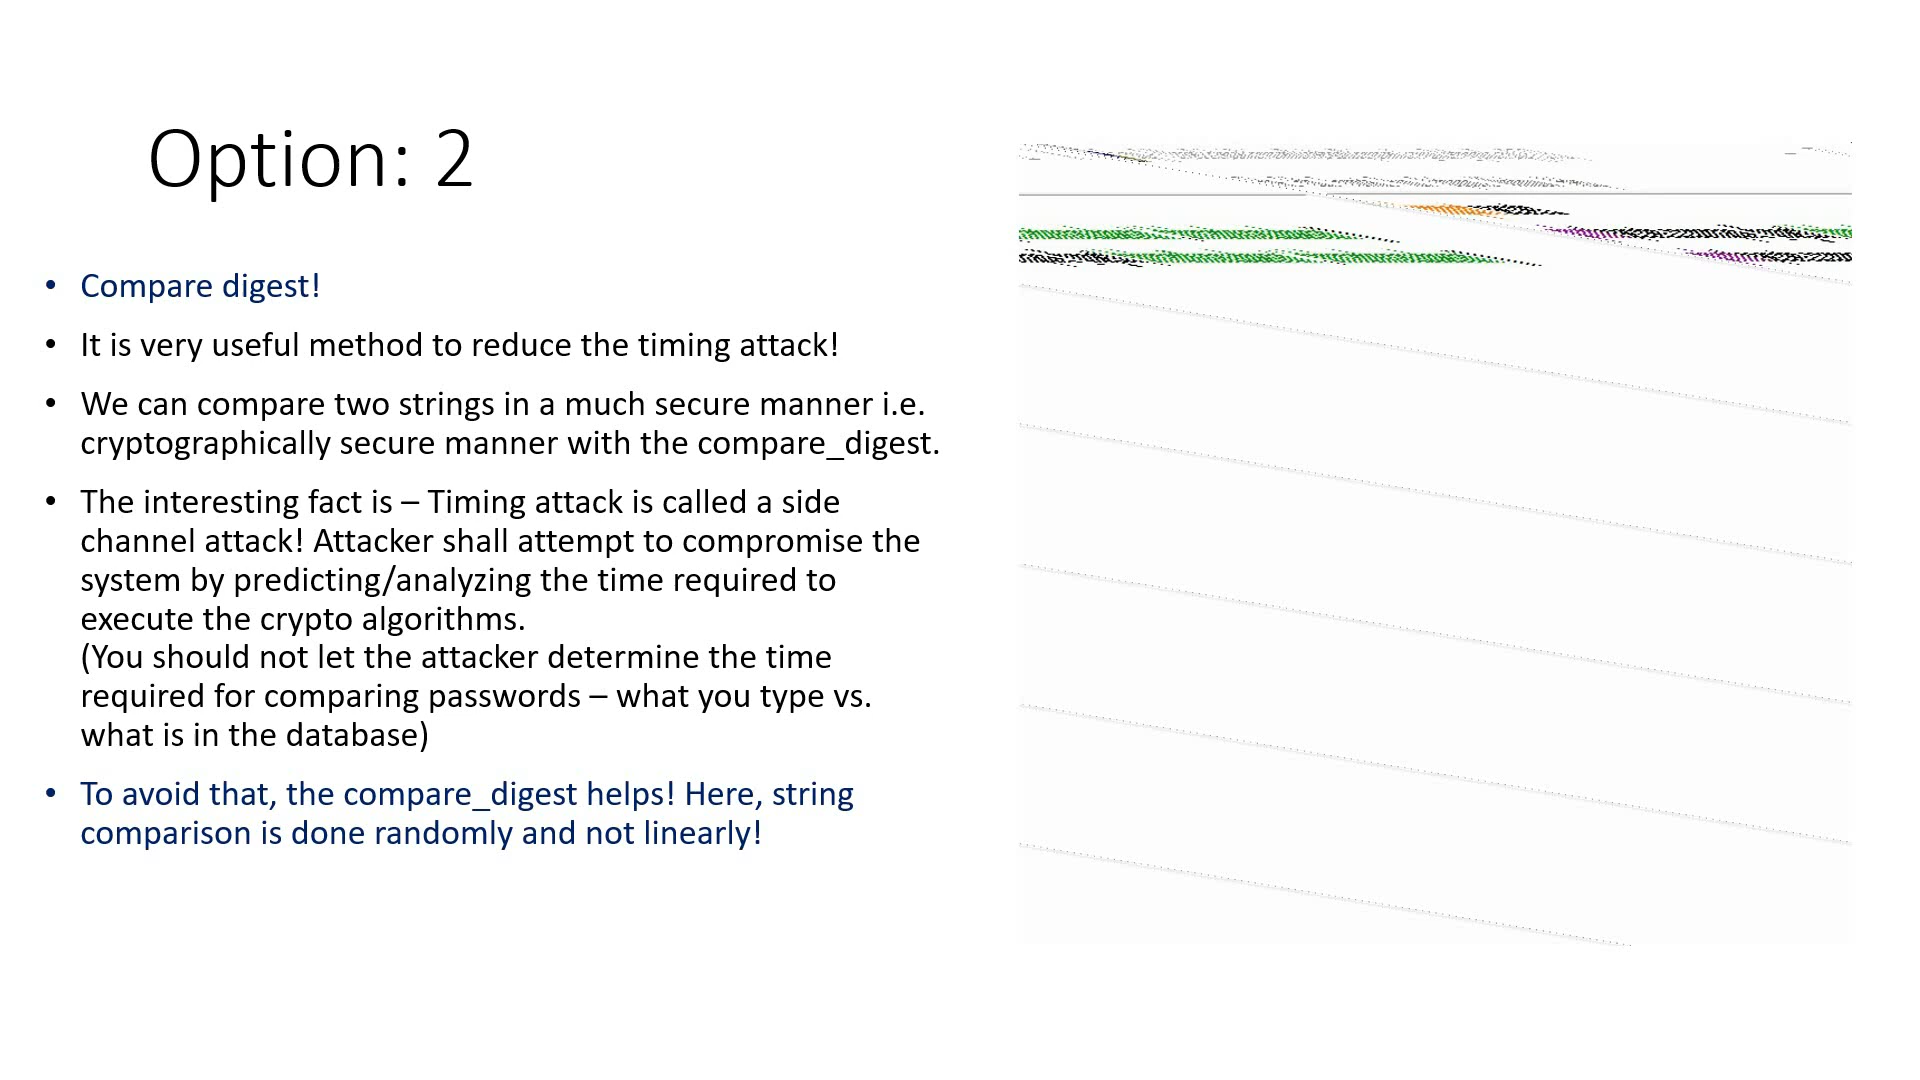 Option: 2
• Compare digest!
• It is very useful method to reduce the timing attack!
• We can compare two strings in a much secure manner i.e.
cryptographically secure manner with the compare_digest.
• The interesting fact is – Timing attack is called a side
channel attack! Attacker shall attempt to compromise the
system by predicting/analyzing the time required to
execute the crypto algorithms.
(You should not let the attacker determine the time
required for comparing passwords – what you type vs.
what is in the database)
• To avoid that, the compare_digest helps! Here, string
comparison is done randomly and not linearly!